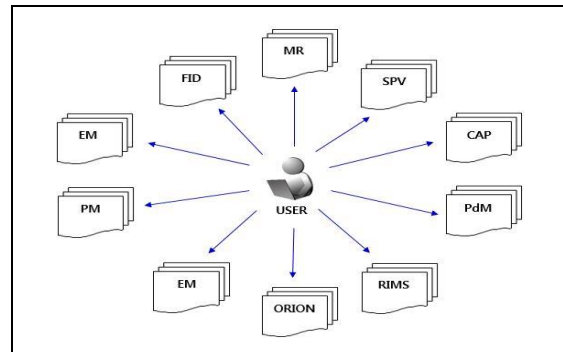 MR
FID
SPV
EM
CAP
USER
PM
PdM
EM
RIMS
ORION